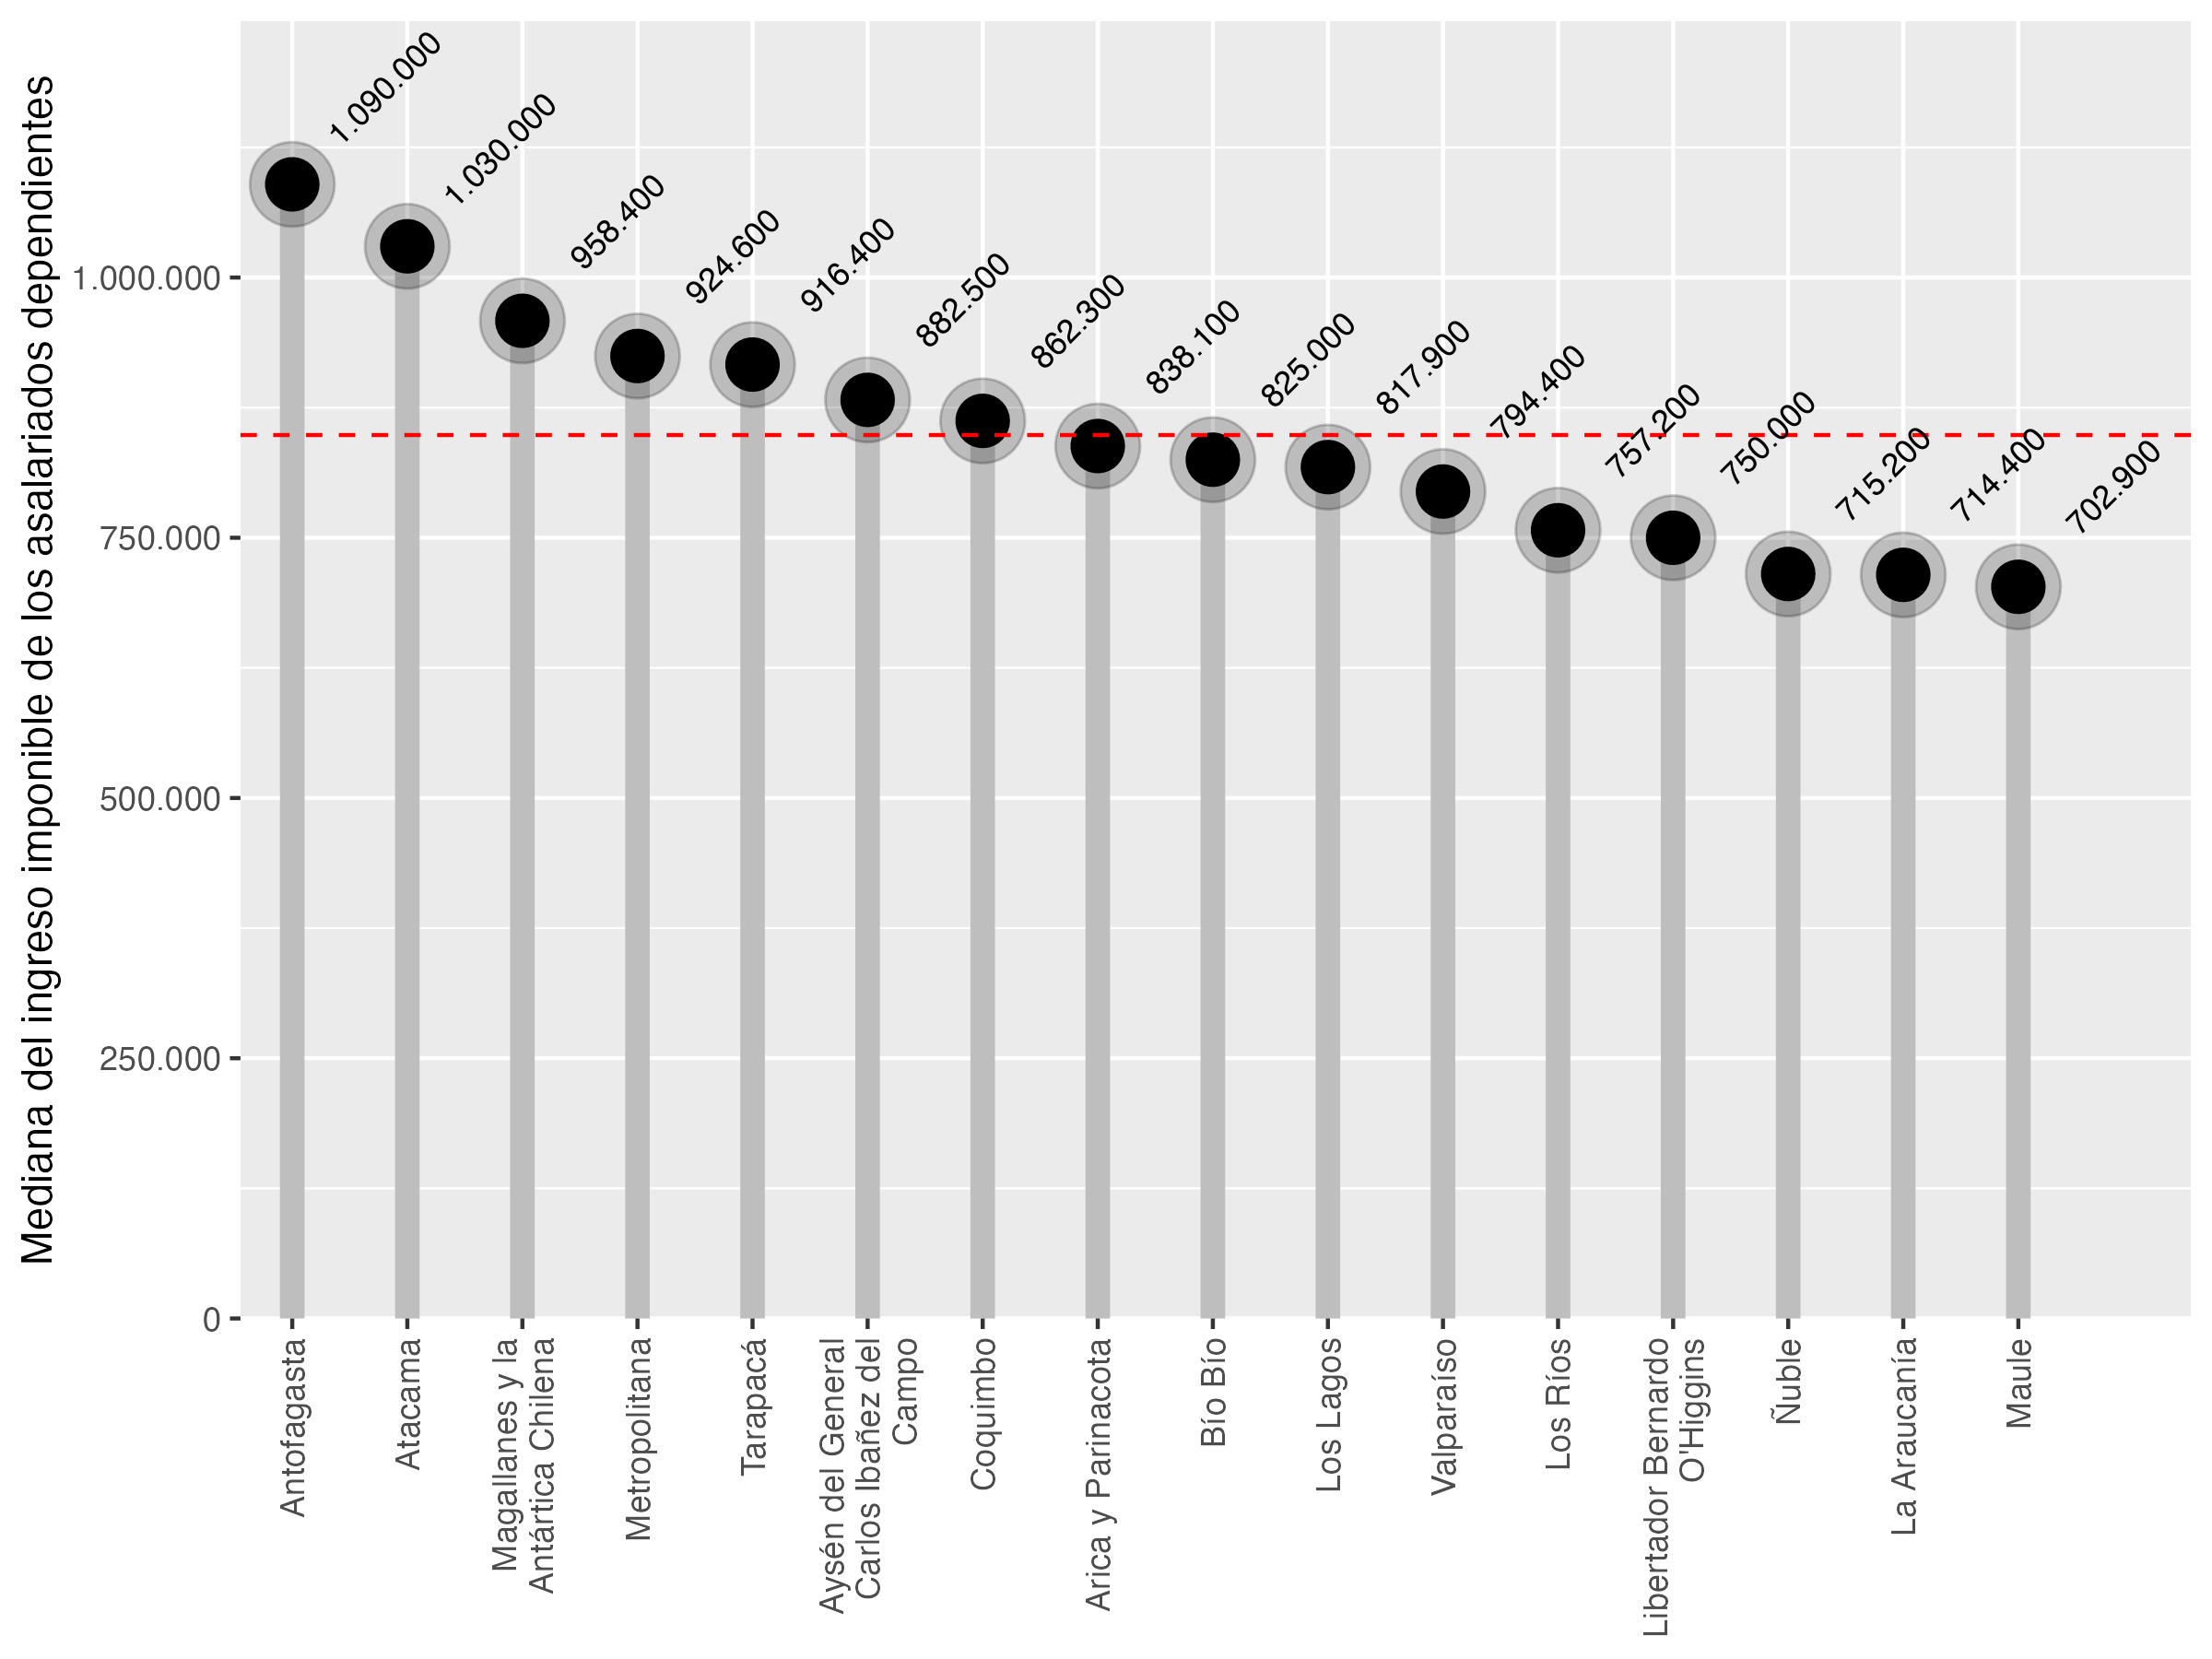 Mediana del ingreso imponible de los asalariados dependientes
1.000.000
750.000
500.000
250.000
0
1.090.000
1.030.000
958.400
924.600
916.400
882.500
862.300
838.100
825.000
817.900
794.400
757.200
750.000
715.200
714.400
702.900
Antofagasta
Atacama
Magallanes y la
Antártica Chilena
Metropolitana
Tarapacá
Aysén del General
Carlos Ibañez del
Campo
Coquimbo
Arica y Parinacota
Bío Bío
Los Lagos
Valparaíso
Los Ríos
Libertador Bernardo
O'Higgins
Ñuble
La Araucanía
Maule